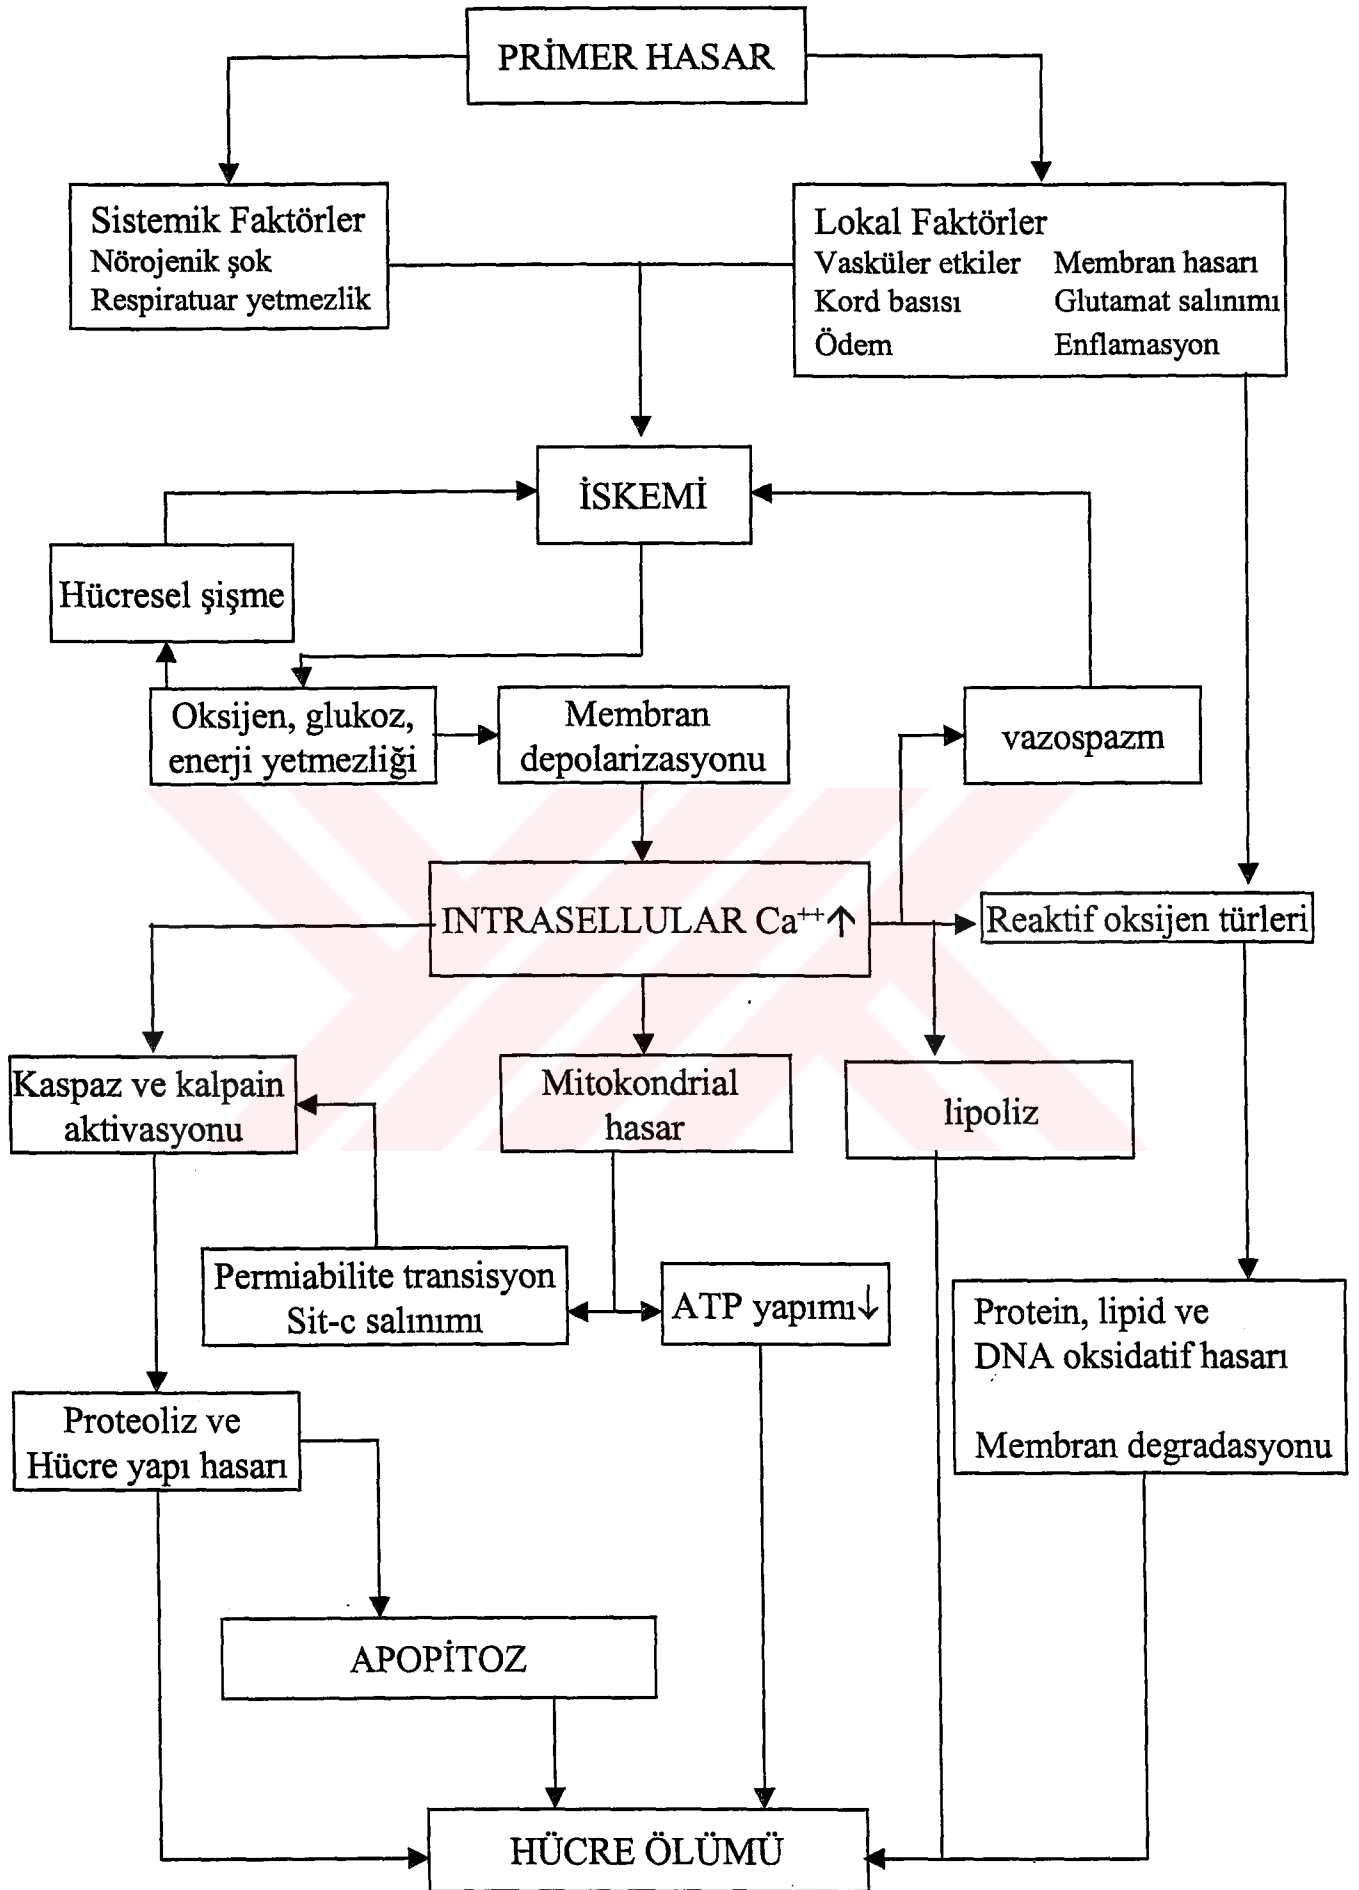 PRİMER HASAR
Sistemik Faktörler
Nörojenik şok
Respiratuar yetmezlik
Lokal Faktörler
Vasküler etkiler Membran hasarı
Kord basısı Glutamat salınımı
Ödem Enflamasyon
İSKEMİ
Hücresel şişme
Oksijen, glukoz,
enerji yetmezliği
Membran
depolarizasyonu
vazospazm
INTRASELLULAR Ca⁺⁺↑
Reaktif oksijen türleri
Kaspaz ve kalpain
aktivasyonu
Mitokondrial
hasar
lipoliz
Permiabilite transisyon
Sit-c salınımı
ATP yapımı↓
Protein, lipid ve
DNA oksidatif hasarı
Membran degradasyonu
Proteoliz ve
Hücre yapı hasarı
APOPİTOZ
HÜCRE ÖLÜMÜ